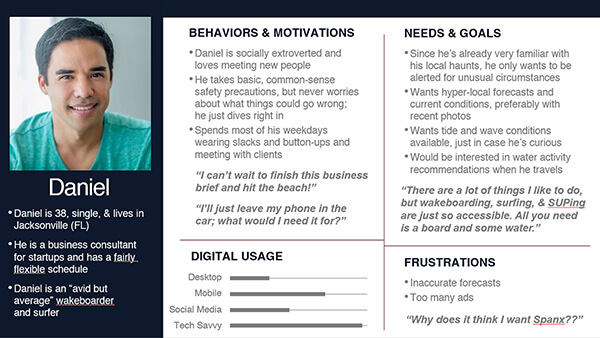 Daniel
• Daniel is 38, single, & lives in
Jacksonville (FL)
• He is a business consultant
for startups and has a fairly
flexible schedule
• Daniel is an "avid but
average" wakeboarder
and surfer
BEHAVIORS & MOTIVATIONS
• Daniel is socially extroverted and
loves meeting new people
• He takes basic, common-sense
safety precautions, but never worries
about what things could go wrong;
he just dives right in
• Spends most of his weekdays
wearing slacks and button-ups and
meeting with clients
"I can't wait to finish this business
brief and hit the beach!"
"I'll just leave my phone in the
car; what would I need it for?"
DIGITAL USAGE
Desktop
Mobile
Social Media
Tech Savvy
NEEDS & GOALS
• Since he's already very familiar with
his local haunts, he only wants to be
alerted for unusual circumstances
• Wants hyper-local forecasts and
current conditions, preferably with
recent photos
• Wants tide and wave conditions
available, just in case he's curious
• Would be interested in water activity
recommendations when he travels
"There are a lot of things I like to do,
but wakeboarding, surfing, & SUPing
are just so accessible. All you need
is a board and some water."
FRUSTRATIONS
• Inaccurate forecasts
• Too many ads
"Why does it think I want Spanx??"